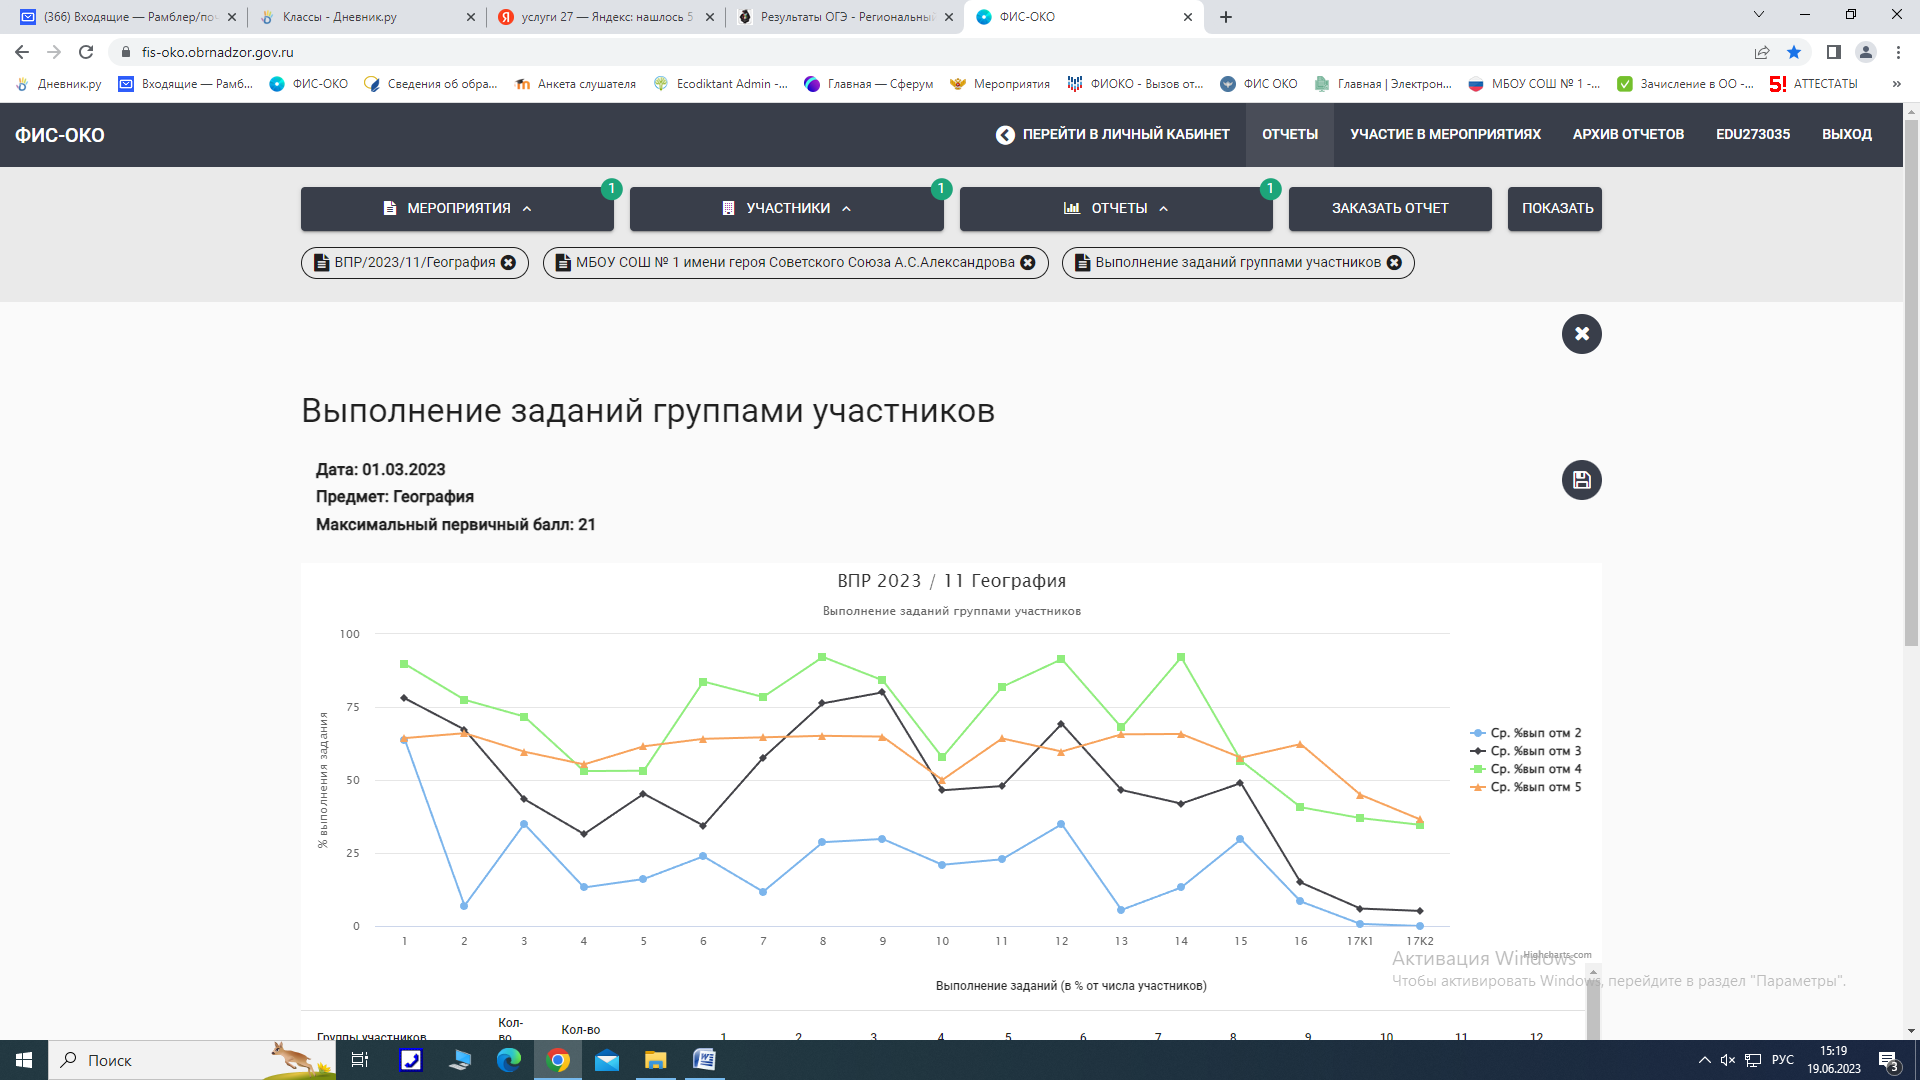 (366) Входящие — Рамблер/поч
Классы - Дневник.ру
услуги 27 — Яндекс: нашлось 5
Результаты ОГЭ - Региональный
ФИС-ОКО
fis-oko.obrnadzor.gov.ru
Дневник.ру
Входящие — Рамб...
ФИС-ОКО
Сведения об обра...
Анкета слушателя
Ecodiktant Admin -...
Главная — Сферум
Мероприятия
ФИОКО - Вызов от...
ФИС ОКО
Главная | Электрон...
МБОУ СОШ № 1 -...
Зачисление в ОО -...
5! АТТЕСТАТЫ
»
ФИС-ОКО
ПЕРЕЙТИ В ЛИЧНЫЙ КАБИНЕТ
ОТЧЕТЫ
УЧАСТИЕ В МЕРОПРИЯТИЯХ
АРХИВ ОТЧЕТОВ
EDU273035
ВЫХОД
МЕРОПРИЯТИЯ 1
УЧАСТНИКИ 1
ОТЧЕТЫ 1
ЗАКАЗАТЬ ОТЧЕТ
ПОКАЗАТЬ
ВПР/2023/11/География
МБОУ СОШ № 1 имени героя Советского Союза А.С.Александрова
Выполнение заданий группами участников
Выполнение заданий группами участников
Дата: 01.03.2023
Предмет: География
Максимальный первичный балл: 21
ВПР 2023 / 11 География
Выполнение заданий группами участников
% выполнения задания
100
75
50
25
0
1 2 3 4 5 6 7 8 9 10 11 12 13 14 15 16 17K1 17K2
Ср. %вып отм 2
Ср. %вып отм 3
Ср. %вып отм 4
Ср. %вып отм 5
Highcharts.com
Активация Windows
Чтобы активировать Windows, перейдите в раздел "Параметры".
Выполнение заданий (в % от числа участников)
Группы участников
Кол-
во
Кол-во
1 2 3 4 5 6 7 8 9 10 11 12
Поиск
РУС
15:19
19.06.2023
3